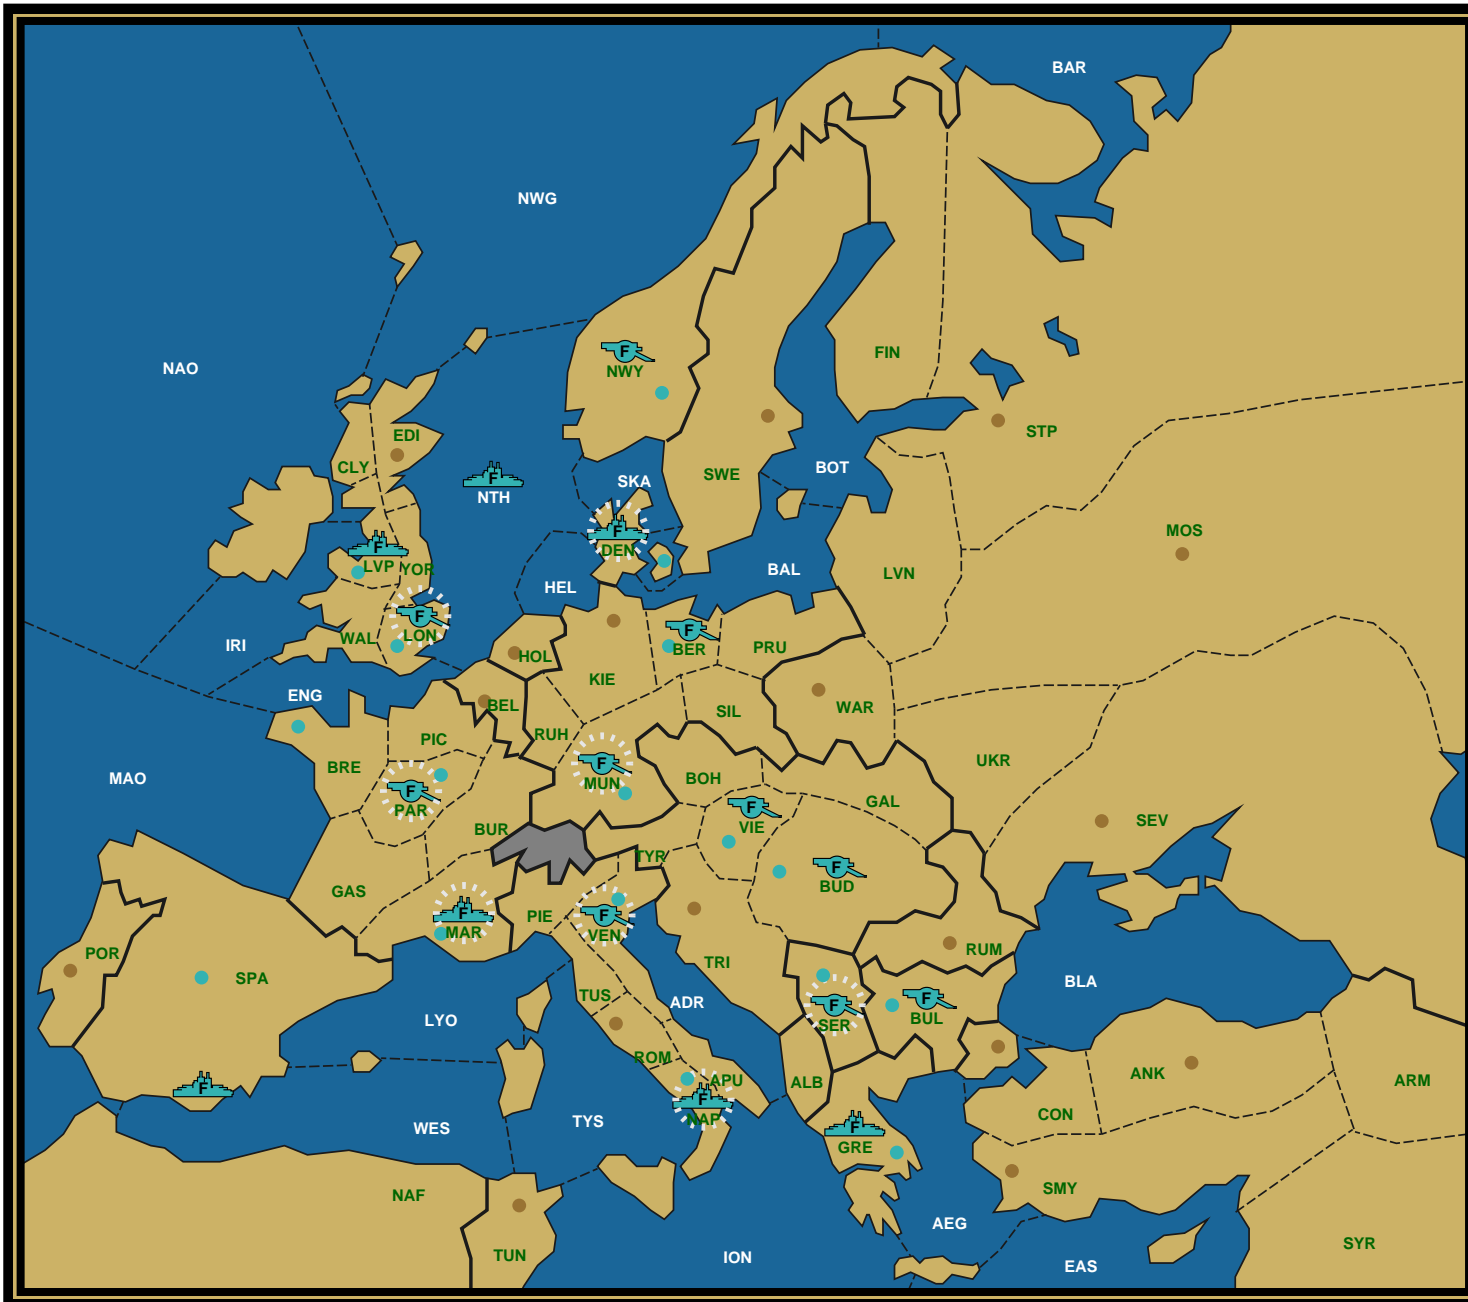 BAR
NWG
NAO
FIN
F
NWY
STP
EDI
CLY
SWE
BOT
F
NTH
SKA
MOS
F
DEN
F
LVP
YOR
HEL
BAL
LVN
F
LON
IRI
WAL
HOL
F
BER
PRU
KIE
ENG
BEL
SIL
WAR
PIC
RUH
UKR
BRE
F
MUN
BOH
MAO
F
PAR
F
VIE
GAL
SEV
BUR
TYR
GAS
F
BUD
F
MAR
PIE
F
VEN
POR
SPA
TRI
RUM
BLA
TUS
ADR
F
SER
F
BUL
LYO
ROM
APU
ALB
ANK
ARM
F
F
NAP
CON
WES
TYS
F
GRE
NAF
SMY
AEG
TUN
ION
SYR
EAS